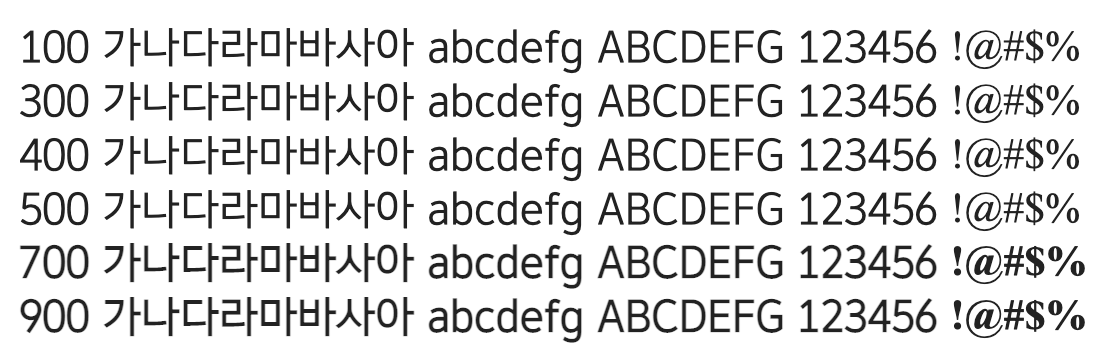 100 가나다라마바사아 abcdefg ABCDEFG 123456 !@#$%
300 가나다라마바사아 abcdefg ABCDEFG 123456 !@#$%
400 가나다라마바사아 abcdefg ABCDEFG 123456 !@#$%
500 가나다라마바사아 abcdefg ABCDEFG 123456 !@#$%
700 가나다라마바사아 abcdefg ABCDEFG 123456 !@#$%
900 가나다라마바사아 abcdefg ABCDEFG 123456 !@#$%